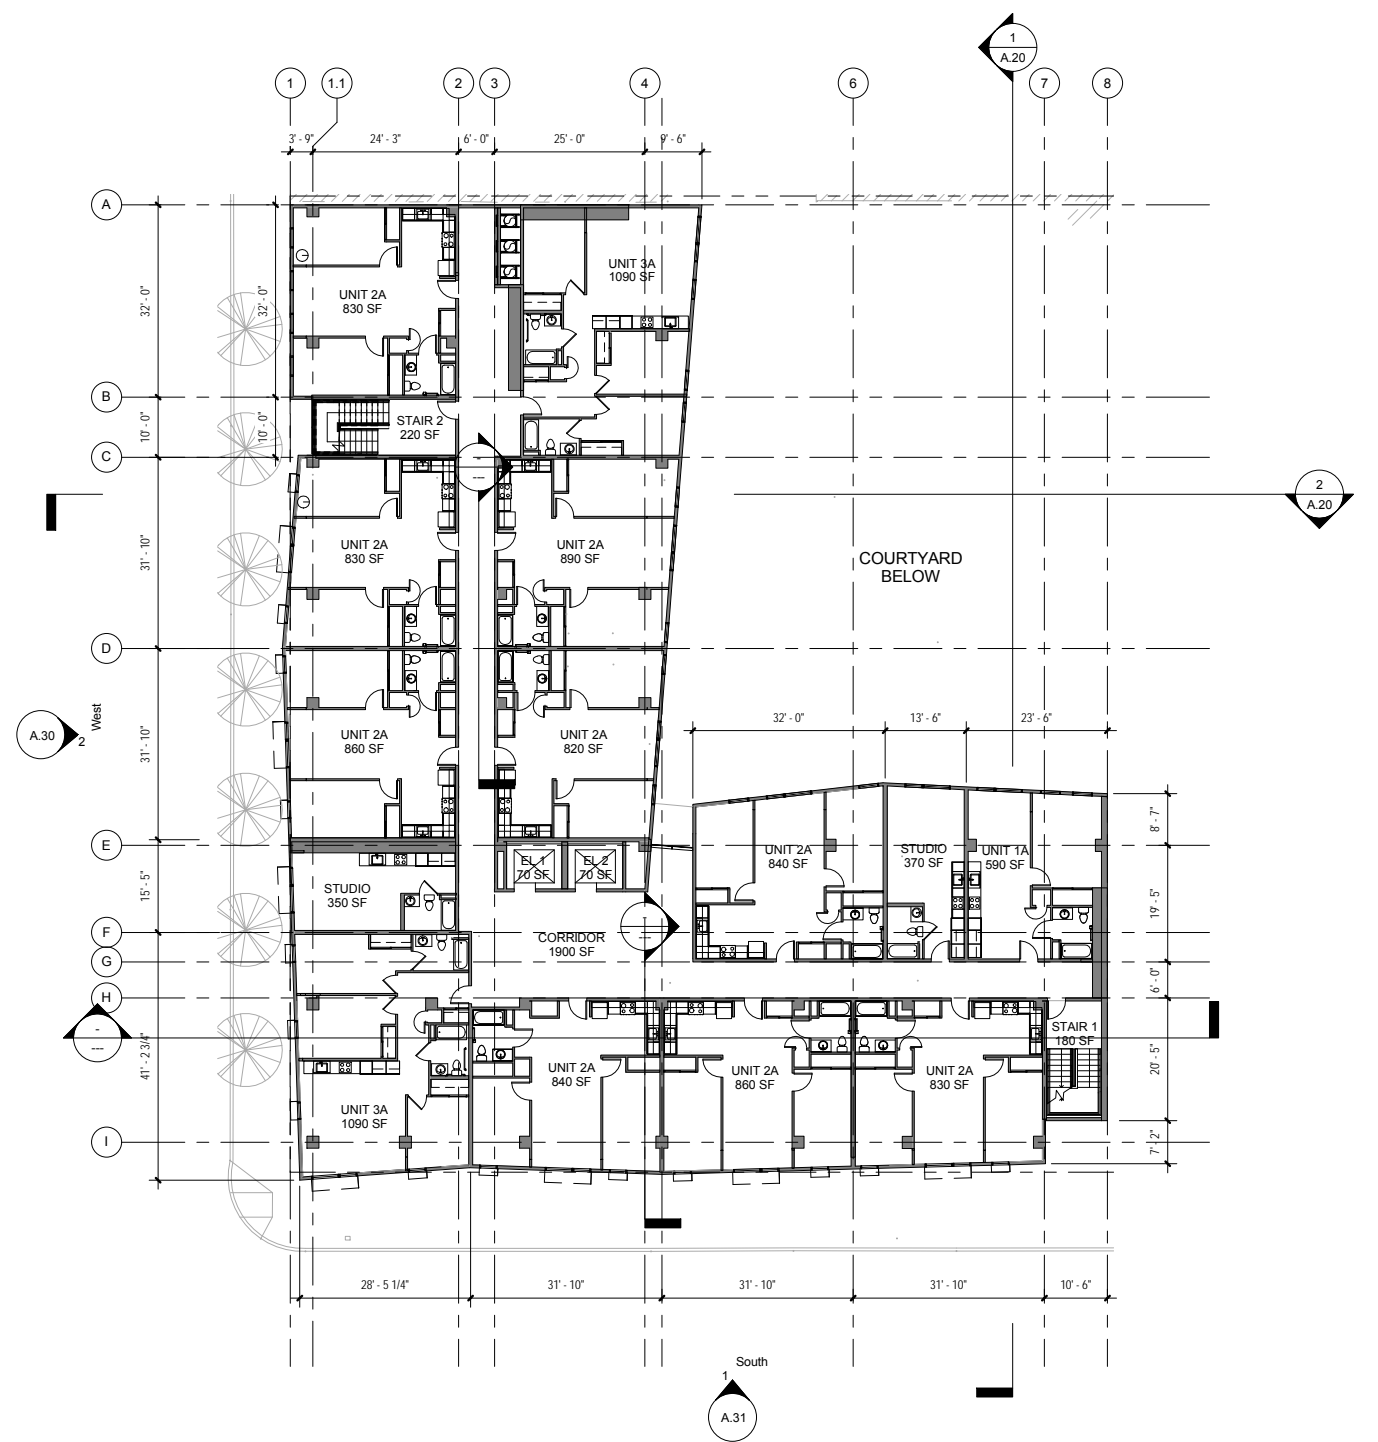 1
A.20
1
1.1
2
3
4
6
7
8
3' - 9"
24' - 3"
6' - 0"
25' - 0"
9' - 6"
A
B
C
D
E
F
G
H
I
32' - 0"
32' - 0"
10' - 0"
10' - 0"
31' - 10"
31' - 10"
15' - 5"
41' - 2 3/4"
UNIT 2A
830 SF
UNIT 3A
1090 SF
STAIR 2
220 SF
-
---
2
A.20
UNIT 2A
830 SF
UNIT 2A
890 SF
COURTYARD
BELOW
A.30
2
West
UNIT 2A
860 SF
UNIT 2A
820 SF
32' - 0"
13' - 6"
23' - 6"
8' - 7"
19' - 5"
6' - 0"
20' - 5"
7' - 2"
EL 1
70 SF
EL 2
70 SF
UNIT 2A
840 SF
STUDIO
370 SF
UNIT 1A
590 SF
STUDIO
350 SF
CORRIDOR
1900 SF
-
---
-
---
STAIR 1
180 SF
UNIT 3A
1090 SF
UNIT 2A
840 SF
UNIT 2A
860 SF
UNIT 2A
830 SF
28' - 5 1/4"
31' - 10"
31' - 10"
31' - 10"
10' - 6"
South
1
A.31